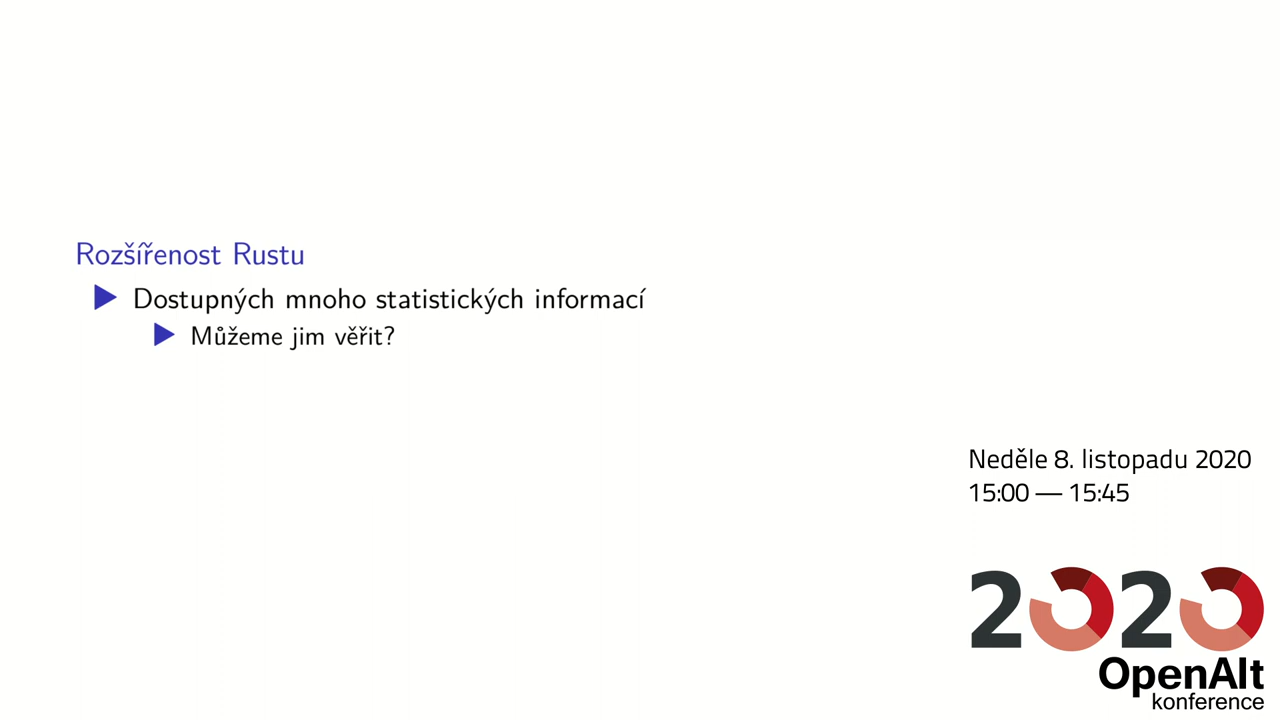 Rozšířenost Rustu
Dostupných mnoho statistických informací
Můžeme jim věřit?
Neděle 8. listopadu 2020
15:00 — 15:45
2020
OpenAlt
konference